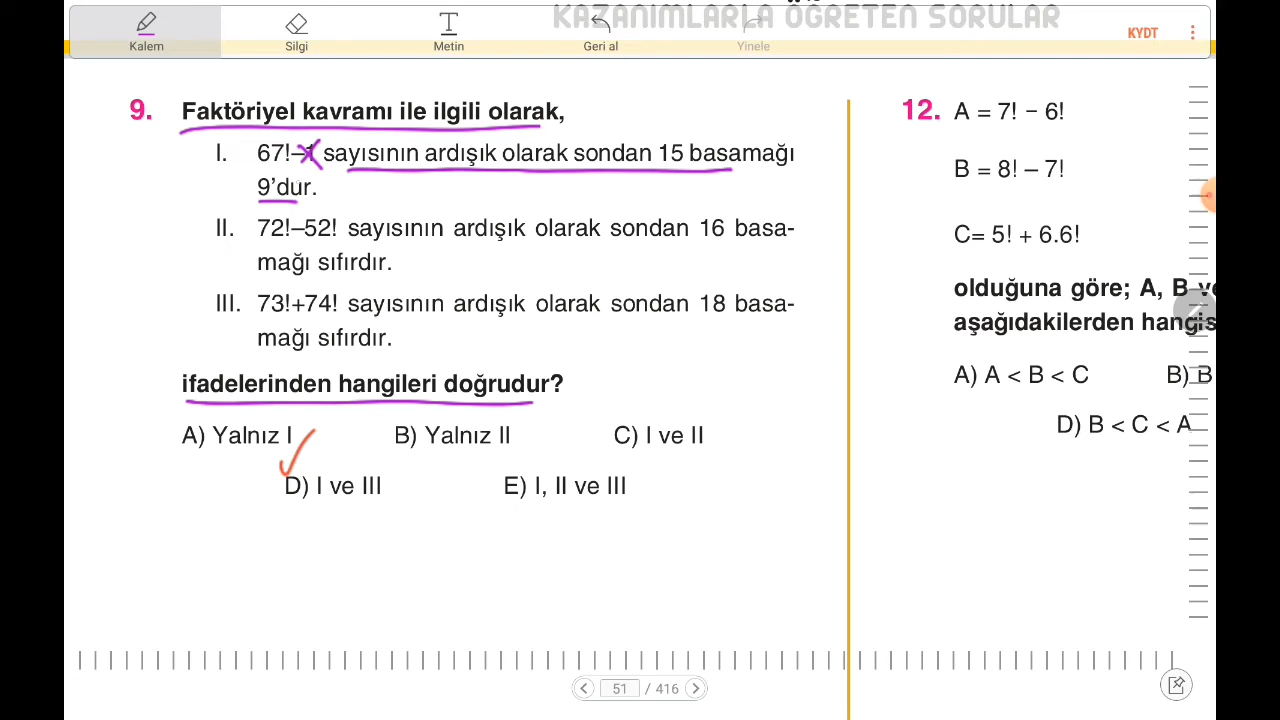 KAZANIMLARLA ÖĞRETEN SORULAR
Kalem
Silgi
Metin
Geri al
Yinele
KYDT
9. Faktöriyel kavramı ile ilgili olarak,
I. 67!–1 sayısının ardışık olarak sondan 15 basamağı
9’dur.
II. 72!–52! sayısının ardışık olarak sondan 16 basa-
mağı sıfırdır.
III. 73!+74! sayısının ardışık olarak sondan 18 basa-
mağı sıfırdır.
ifadelerinden hangileri doğrudur?
A) Yalnız I B) Yalnız II C) I ve II
D) I ve III E) I, II ve III
12. A = 7! – 6!
B = 8! – 7!
C= 5! + 6.6!
olduğuna göre; A, B ve
aşağıdakilerden hangis
A) A < B < C B) B
D) B < C < A
51 / 416